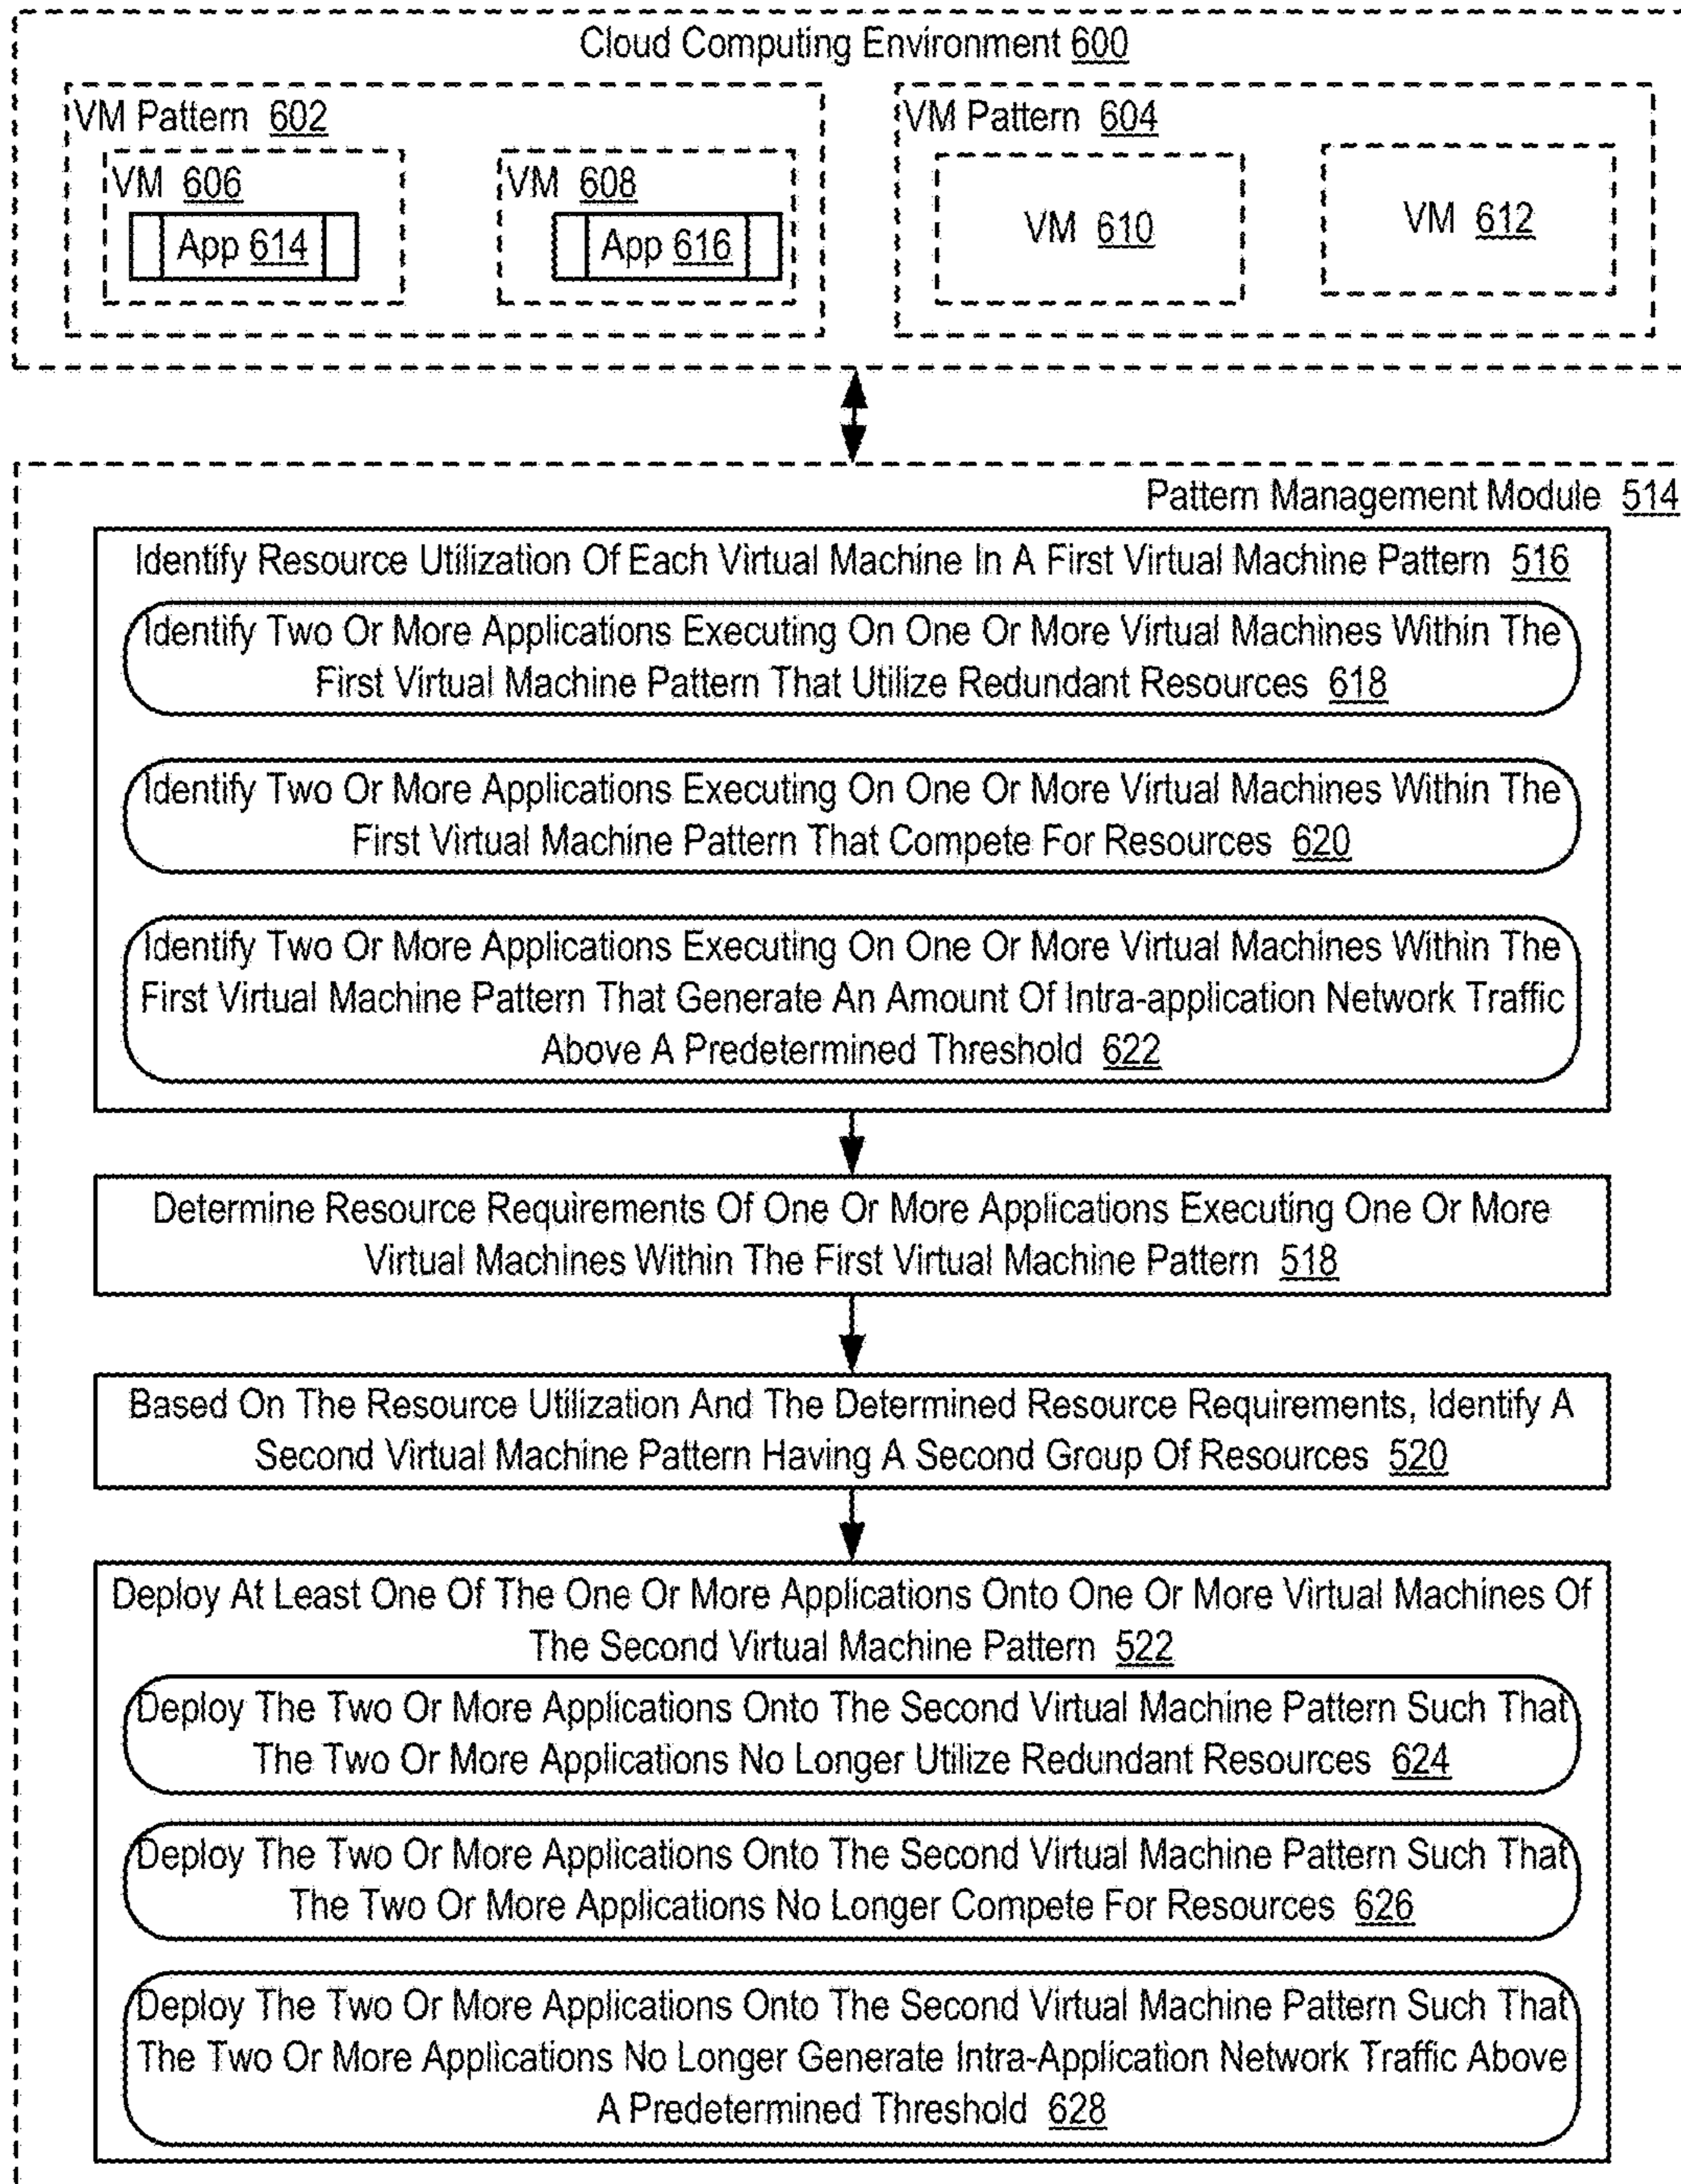 Cloud Computing Environment 600
VM Pattern 602
VM Pattern 604
VM 606
VM 608
App 614
App 616
VM 610
VM 612
Pattern Management Module 514
Identify Resource Utilization Of Each Virtual Machine In A First Virtual Machine Pattern 516
Identify Two Or More Applications Executing On One Or More Virtual Machines Within The
First Virtual Machine Pattern That Utilize Redundant Resources 618
Identify Two Or More Applications Executing On One Or More Virtual Machines Within The
First Virtual Machine Pattern That Compete For Resources 620
Identify Two Or More Applications Executing On One Or More Virtual Machines Within The
First Virtual Machine Pattern That Generate An Amount Of Intra-application Network Traffic
Above A Predetermined Threshold 622
Determine Resource Requirements Of One Or More Applications Executing One Or More
Virtual Machines Within The First Virtual Machine Pattern 518
Based On The Resource Utilization And The Determined Resource Requirements, Identify A
Second Virtual Machine Pattern Having A Second Group Of Resources 520
Deploy At Least One Of The One Or More Applications Onto One Or More Virtual Machines Of
The Second Virtual Machine Pattern 522
Deploy The Two Or More Applications Onto The Second Virtual Machine Pattern Such That
The Two Or More Applications No Longer Utilize Redundant Resources 624
Deploy The Two Or More Applications Onto The Second Virtual Machine Pattern Such That
The Two Or More Applications No Longer Compete For Resources 626
Deploy The Two Or More Applications Onto The Second Virtual Machine Pattern Such That
The Two Or More Applications No Longer Generate Intra-Application Network Traffic Above
A Predetermined Threshold 628